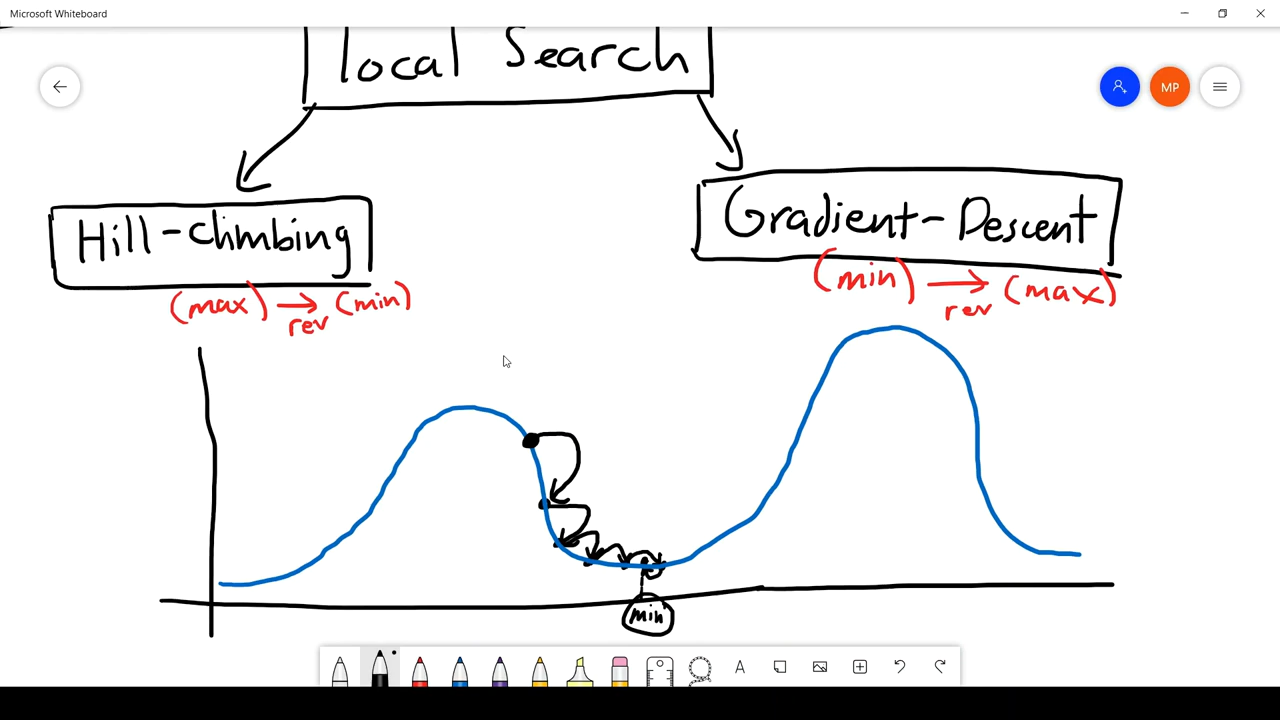 Microsoft Whiteboard
local Search
MP
Hill-Climbing
Gradient-Descent
(max) → (min)
rev
(min) → (max)
rev
min
A